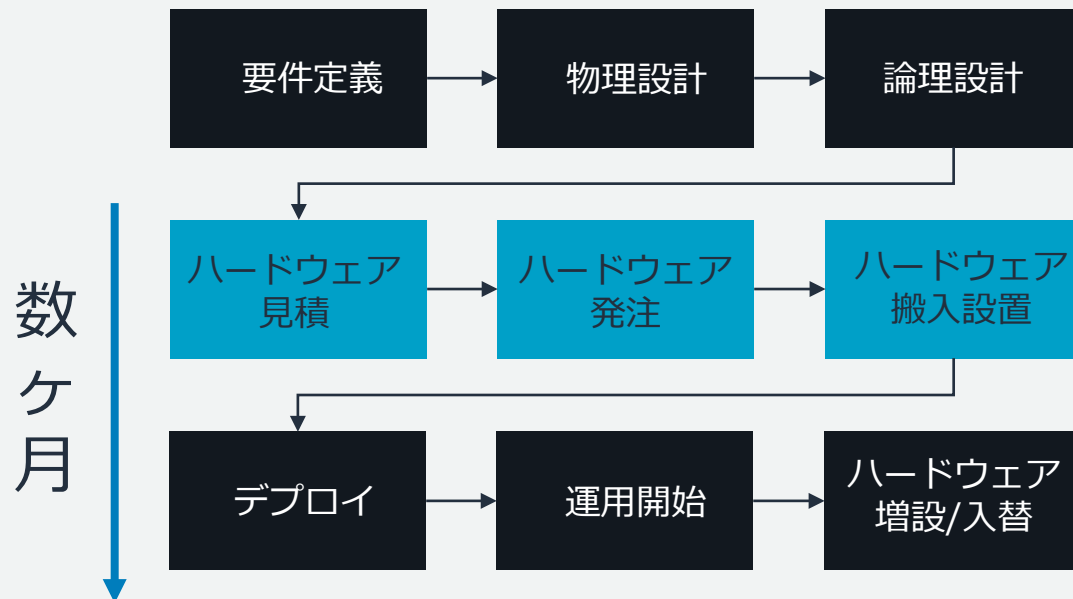 要件定義
物理設計
論理設計
数ヶ月
ハードウェア
見積
ハードウェア
発注
ハードウェア
搬入設置
デプロイ
運用開始
ハードウェア
増設/入替